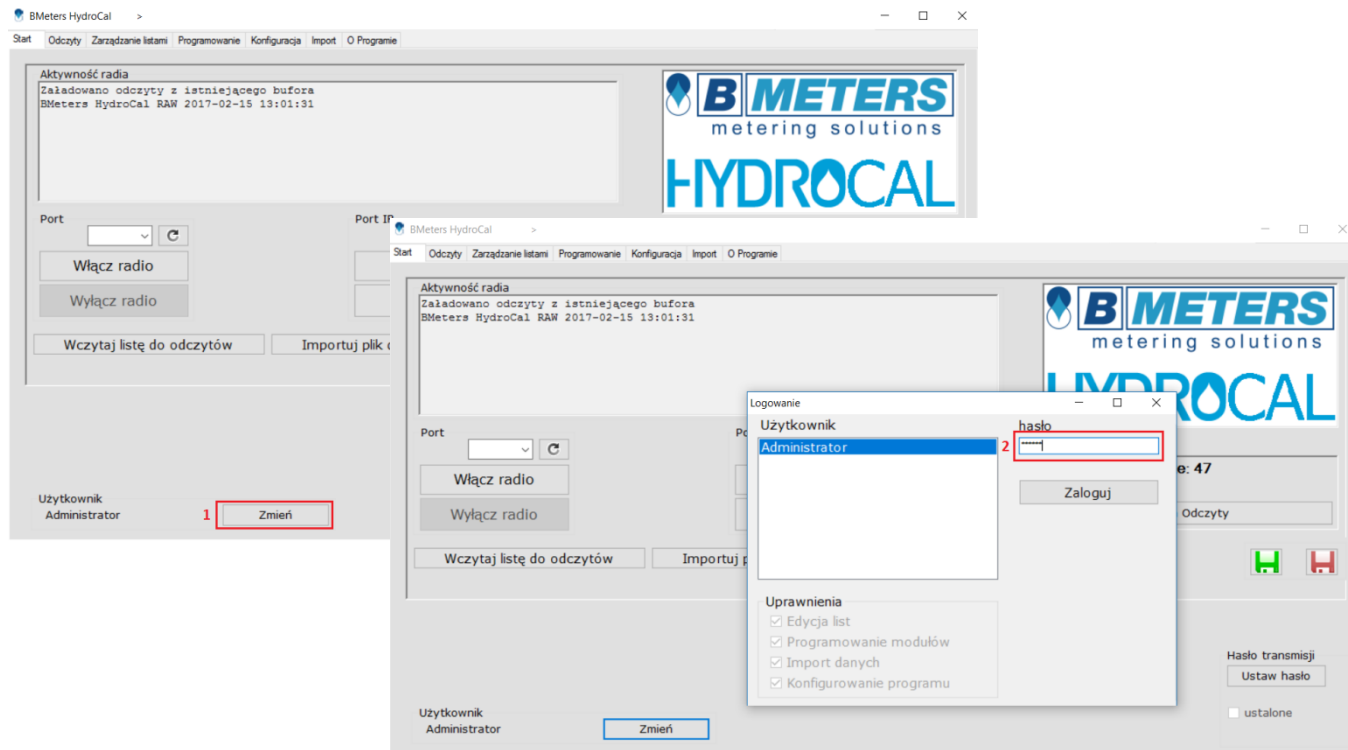 BMeters HydroCal >
Start Odczyty Zarządzanie listami Programowanie Konfiguracja Import O Programie
Aktywność radia
Załadowano odczyty z istniejącego bufora
BMeters HydroCal RAW 2017-02-15 13:01:31
B METERS
metering solutions
HYDROCAL
Port
Port IP
Włącz radio
Wyłącz radio
Wczytaj listę do odczytów
Importuj plik
Użytkownik
Administrator
1
Zmień
BMeters HydroCal >
Start Odczyty Zarządzanie listami Programowanie Konfiguracja Import O Programie
Aktywność radia
Załadowano odczyty z istniejącego bufora
BMeters HydroCal RAW 2017-02-15 13:01:31
B METERS
metering solutions
HYDROCAL
Port
Włącz radio
Wyłącz radio
Wczytaj listę do odczytów
Importuj
e: 47
Odczyty
Logowanie
Użytkownik
Administrator
hasło
2
Zaloguj
Uprawnienia
Edycja list
Programowanie modułów
Import danych
Konfigurowanie programu
Hasło transmisji
Ustaw hasło
ustalone
Użytkownik
Administrator
Zmień